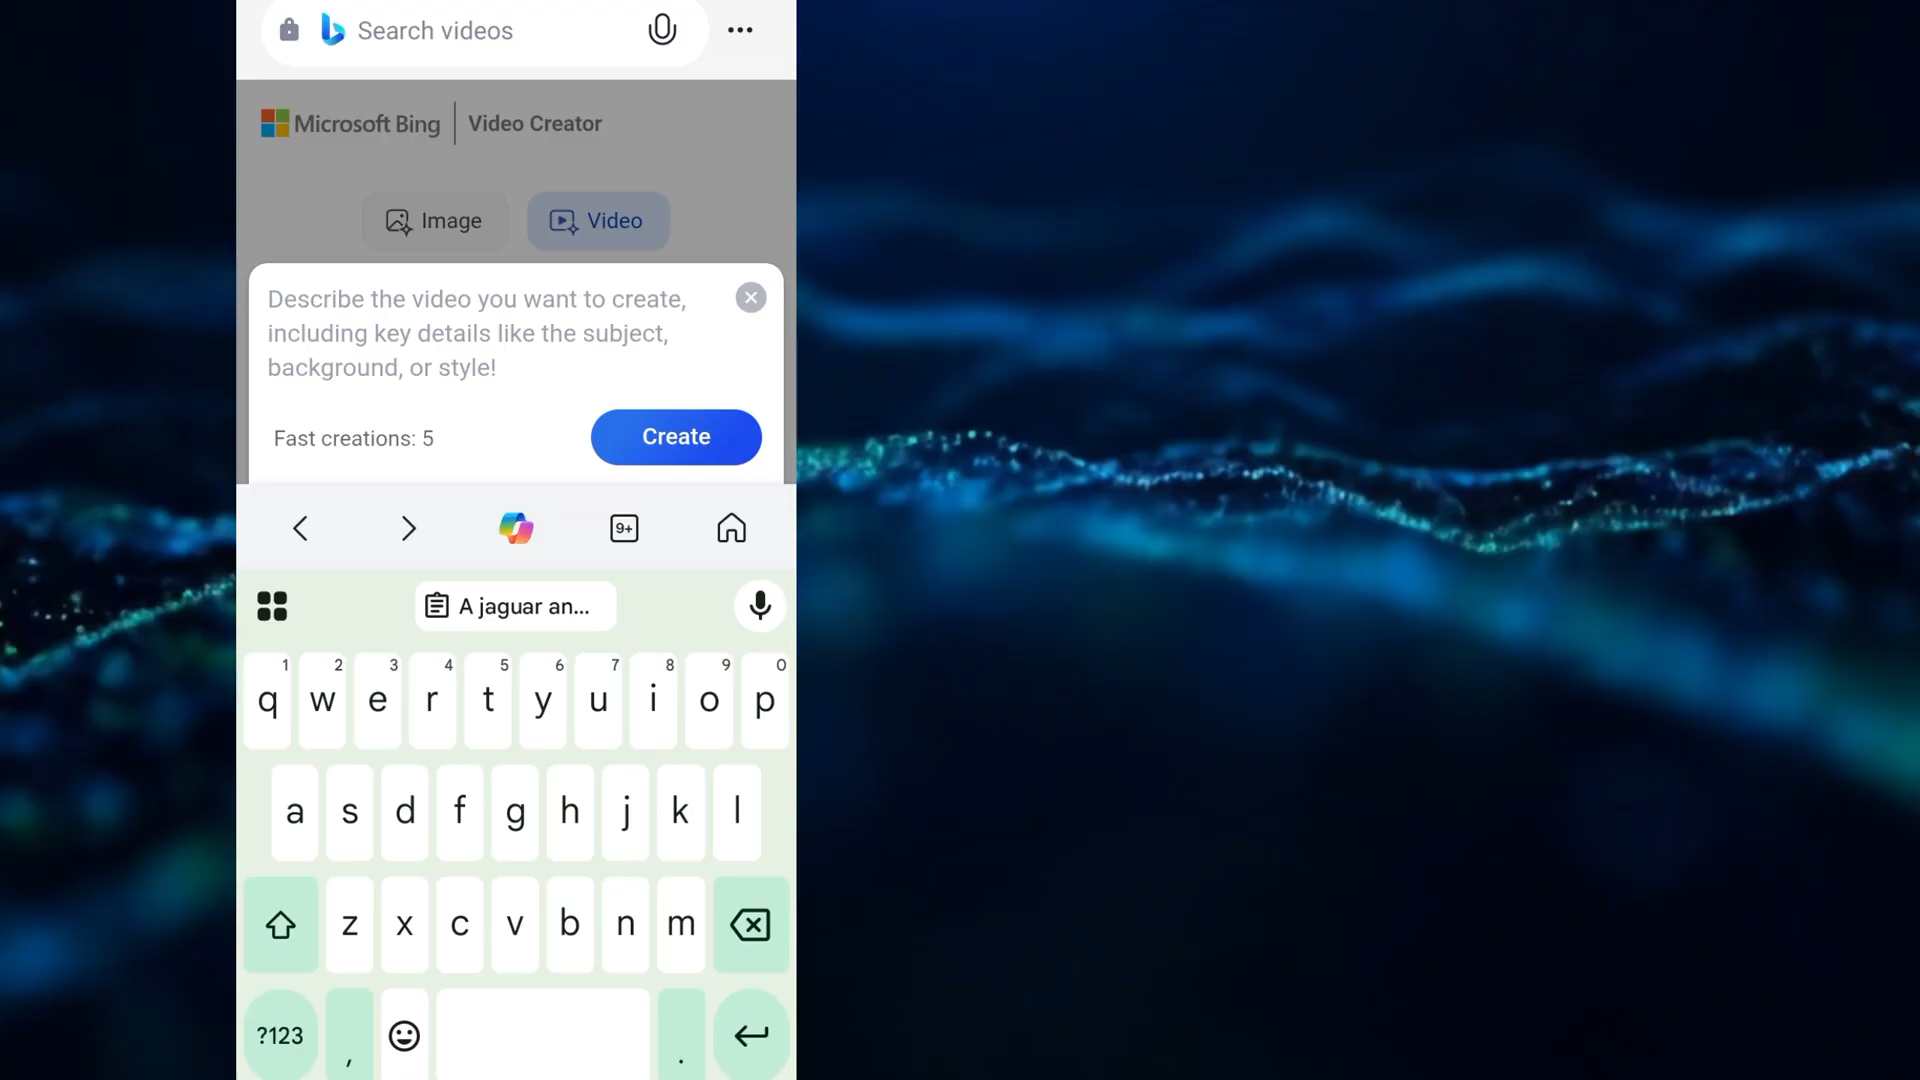 Search videos
Microsoft Bing | Video Creator
Image
Video
Describe the video you want to create,
including key details like the subject,
background, or style!
Fast creations: 5
Create
9+
A jaguar an...
1 2 3 4 5 6 7 8 9 0
q w e r t y u i o p
a s d f g h j k l
z x c v b n m
?123 , .